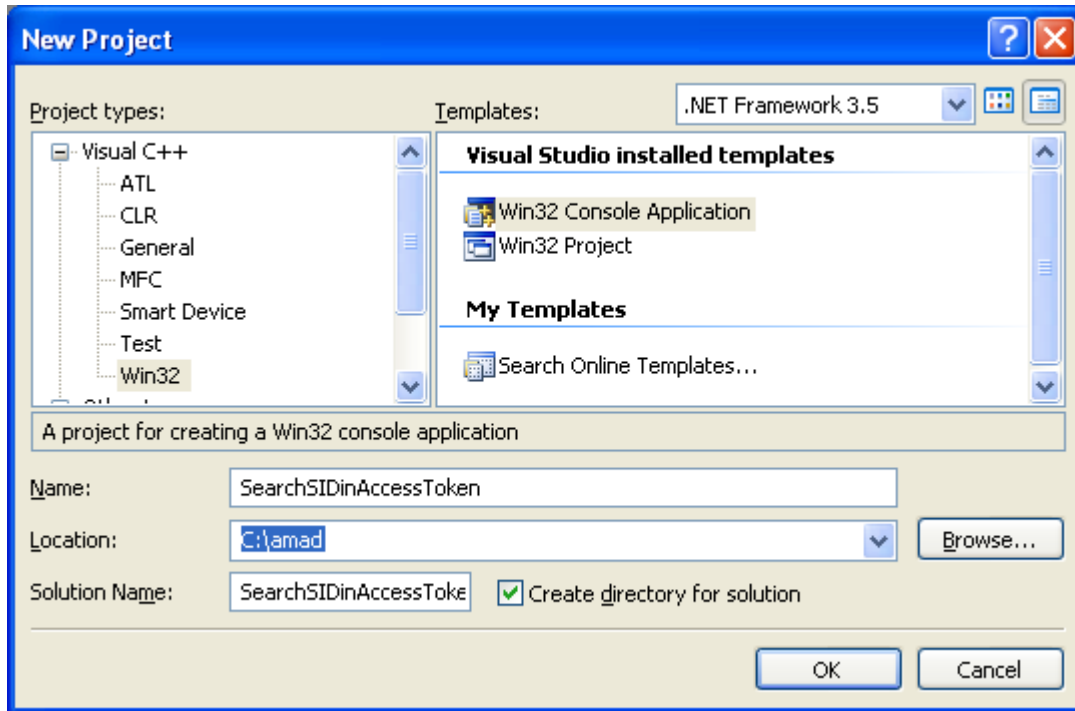 New Project
Project types:
Templates:
.NET Framework 3.5
Visual C++
ATL
CLR
General
MFC
Smart Device
Test
Win32
Visual Studio installed templates
Win32 Console Application
Win32 Project
My Templates
Search Online Templates...
A project for creating a Win32 console application
Name:
SearchSIDinAccessToken
Location:
C:\amad
Browse...
Solution Name:
SearchSIDinAccessToke
Create directory for solution
OK
Cancel